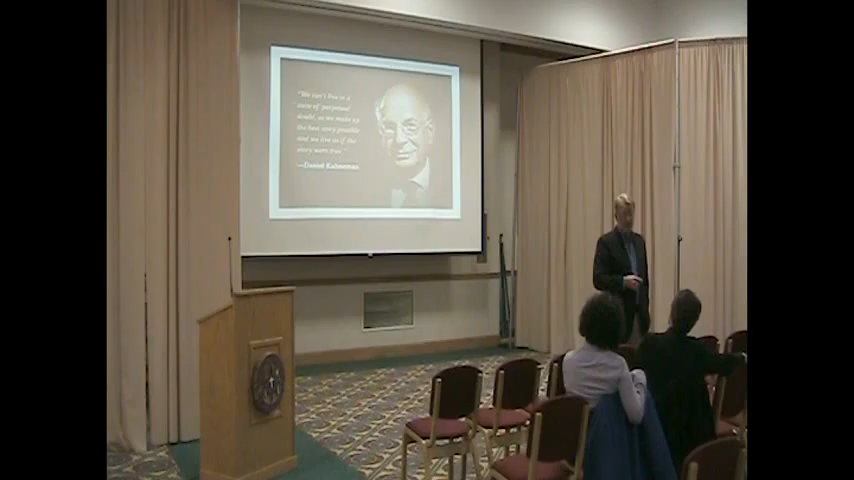 "We can't live in a
state of perpetual
doubt, so we make up
the best story possible
and we live as if the
story were true."
—Daniel Kahneman